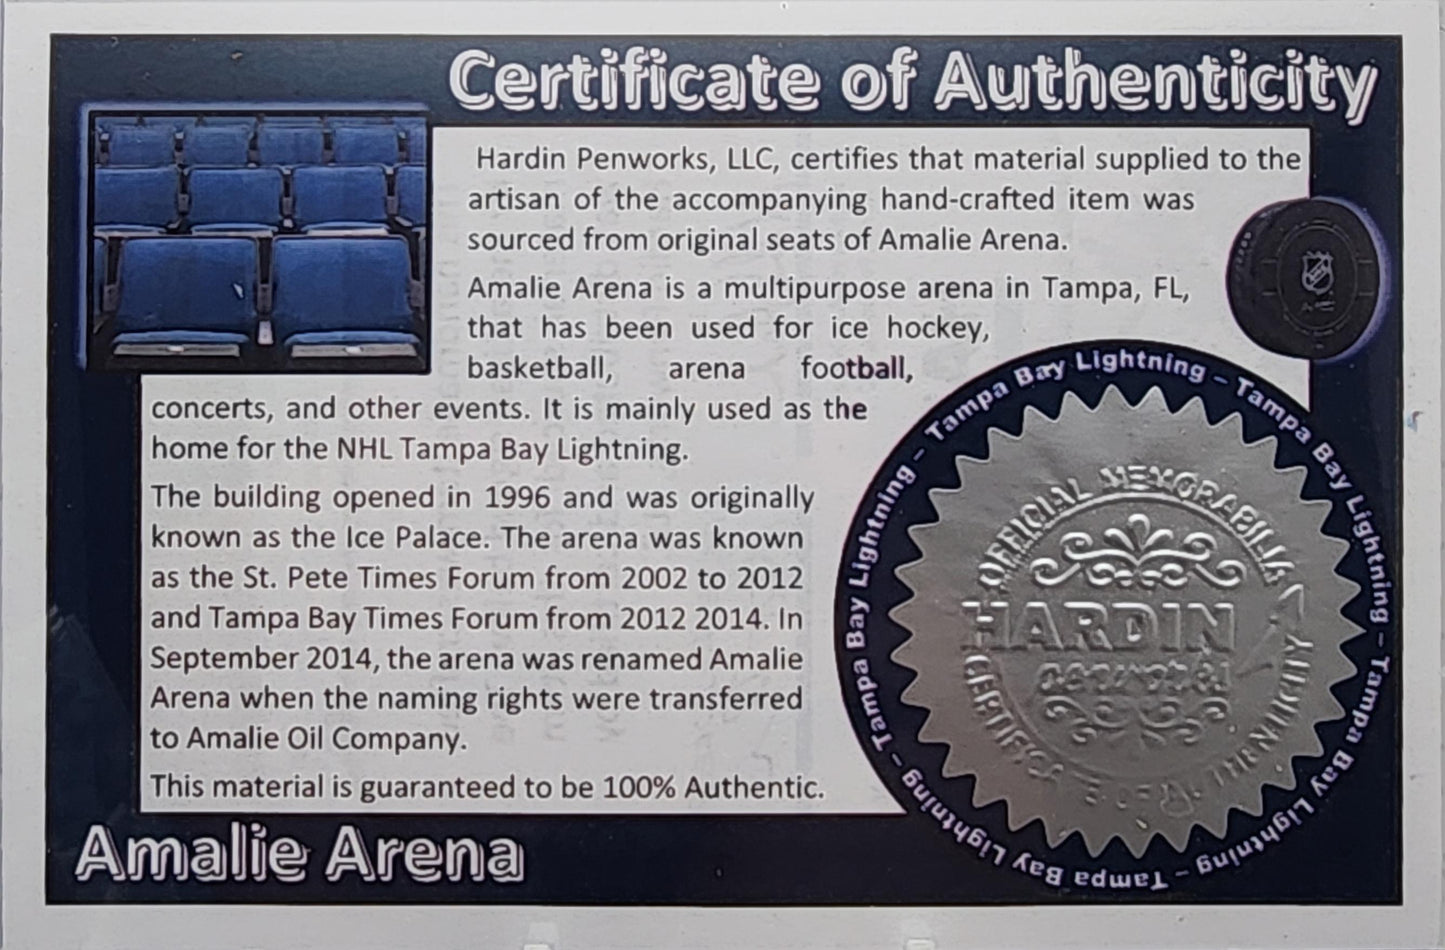 Certificate of Authenticity
Hardin Penworks, LLC, certifies that material supplied to the
artisan of the accompanying hand-crafted item was
sourced from original seats of Amalie Arena.
Amalie Arena is a multipurpose arena in Tampa, FL,
that has been used for ice hockey,
basketball, arena football,
concerts, and other events. It is mainly used as the
home for the NHL Tampa Bay Lightning.
The building opened in 1996 and was originally
known as the Ice Palace. The arena was known
as the St. Pete Times Forum from 2002 to 2012
and Tampa Bay Times Forum from 2012 2014. In
September 2014, the arena was renamed Amalie
Arena when the naming rights were transferred
to Amalie Oil Company.
This material is guaranteed to be 100% Authentic.
Amalie Arena
Tampa Bay Lightning – Tampa Bay Lightning – Tampa Bay Lightning – Tampa Bay Lightning – Tampa Bay Lightning –
OFFICIAL MEMORABILIA
HARDIN
NHL